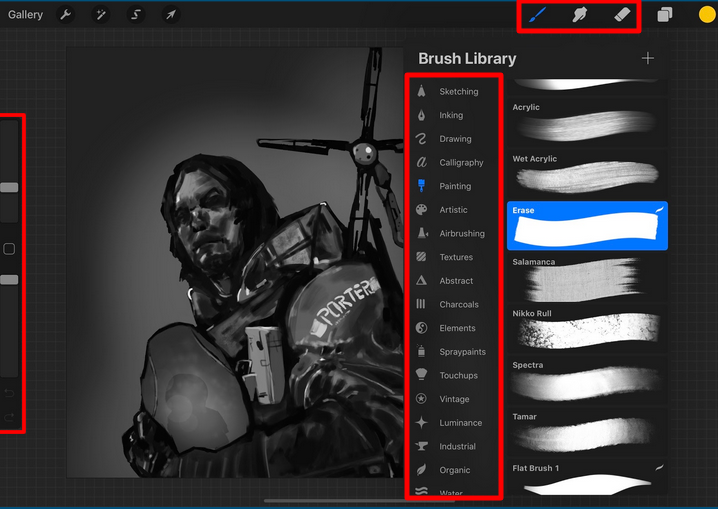 Gallery
Brush Library
Sketching
Inking
Drawing
Calligraphy
Painting
Artistic
Airbrushing
Textures
Abstract
Charcoals
Elements
Spraypaints
Touchups
Vintage
Luminance
Industrial
Organic
Water
Acrylic
Wet Acrylic
Erase
Salamanca
Nikko Rull
Spectra
Tamar
Flat Brush 1
PORTER